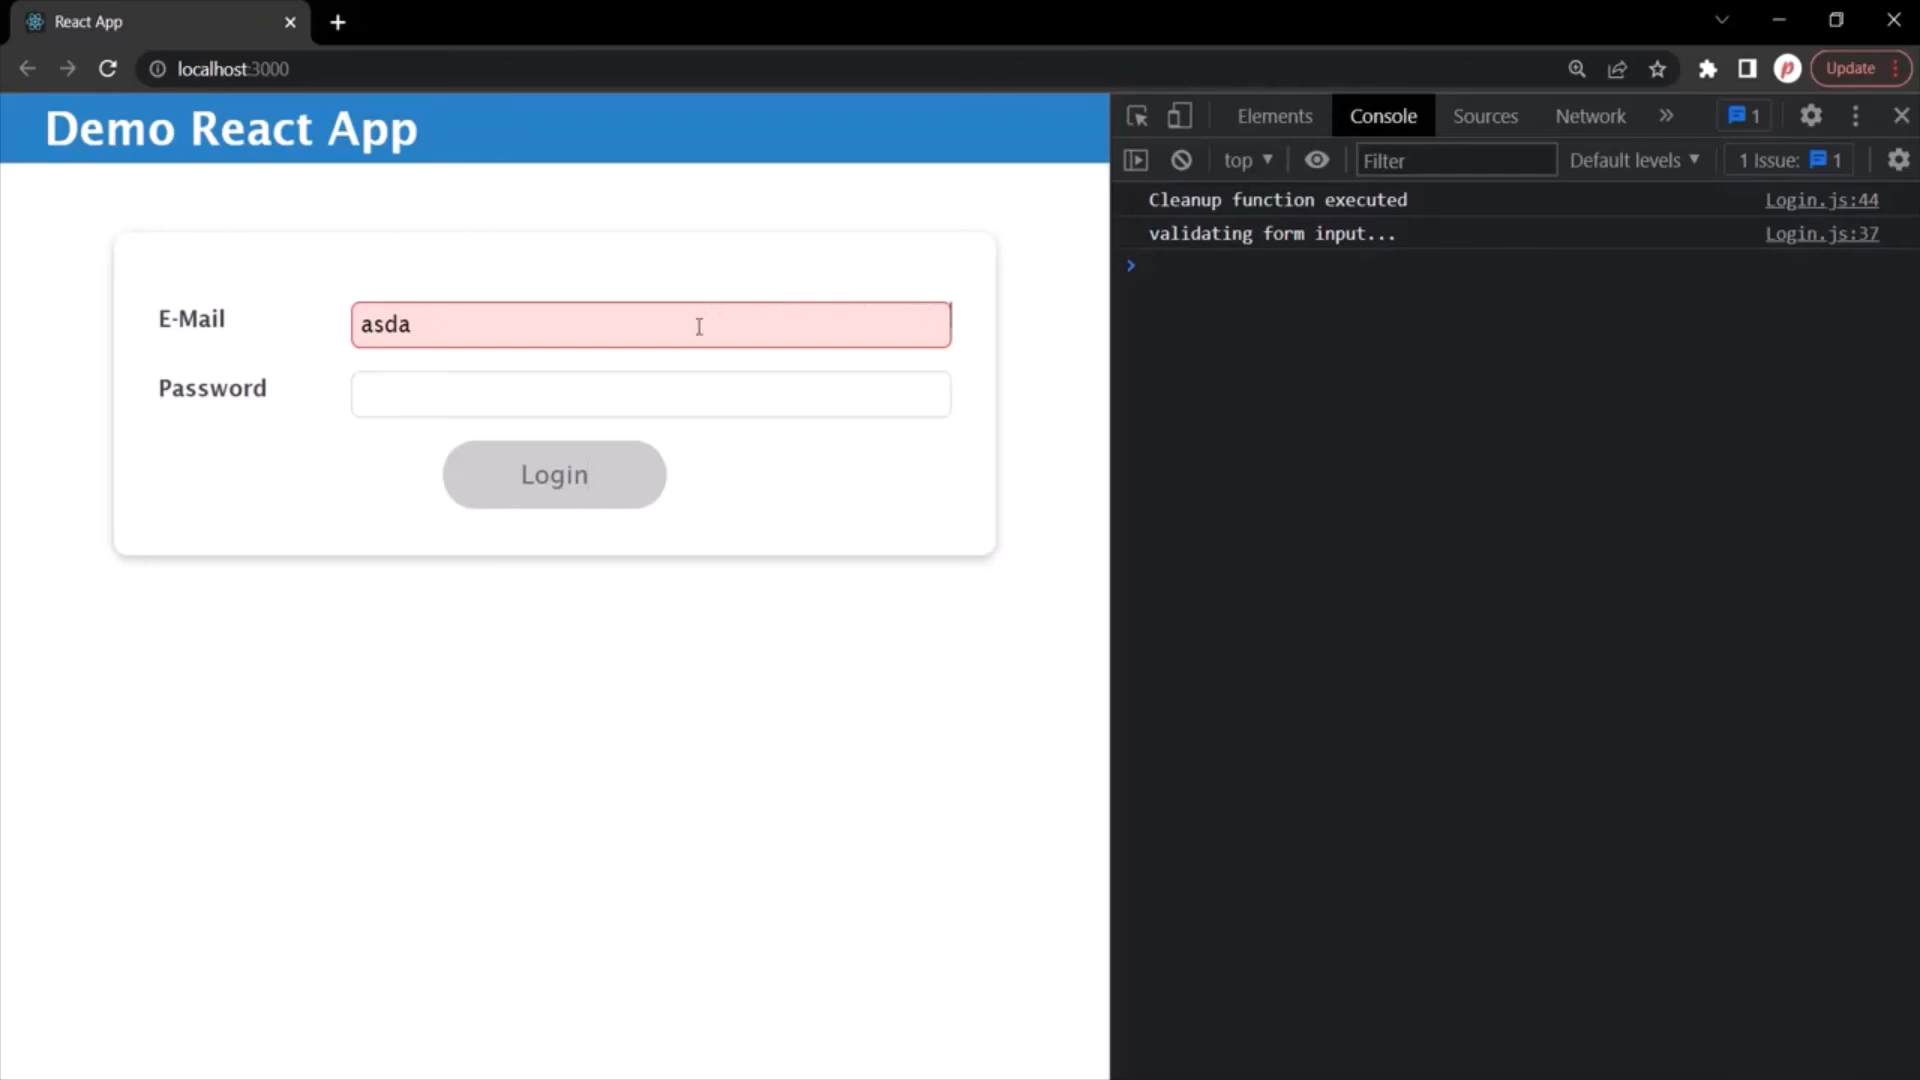 React App
localhost:3000
Update
Demo React App
Elements Console Sources Network 1
top Filter Default levels 1 Issue: 1
Cleanup function executed Login.js:44
validating form input... Login.js:37
E-Mail asda
Password
Login